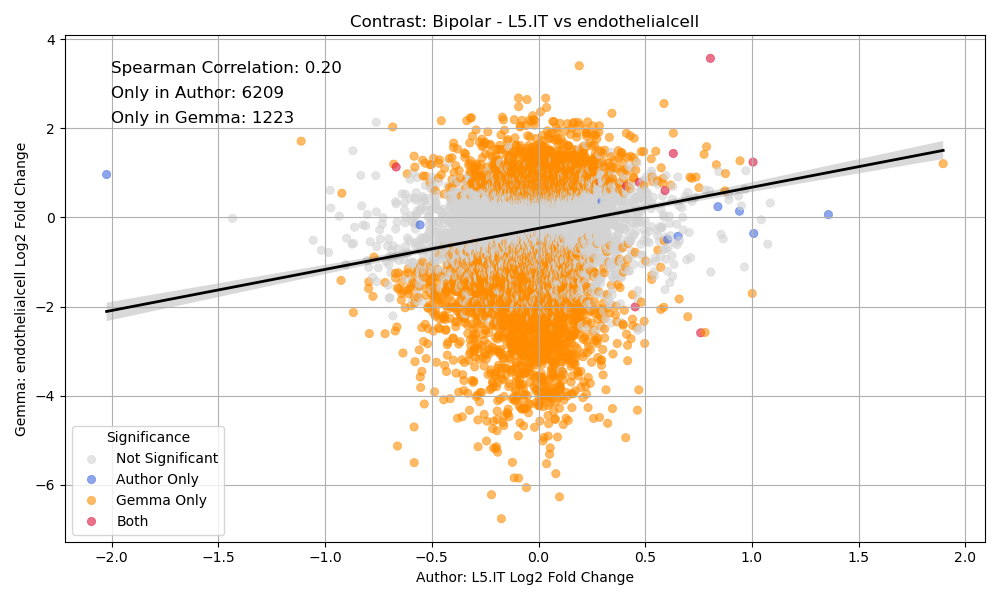 Contrast: Bipolar - L5.IT vs endothelialcell
Spearman Correlation: 0.20
Only in Author: 6209
Only in Gemma: 1223
4
2
0
−2
−4
−6
Gemma: endothelialcell Log2 Fold Change
Significance
Not Significant
Author Only
Gemma Only
Both
−2.0 −1.5 −1.0 −0.5 0.0 0.5 1.0 1.5 2.0
Author: L5.IT Log2 Fold Change